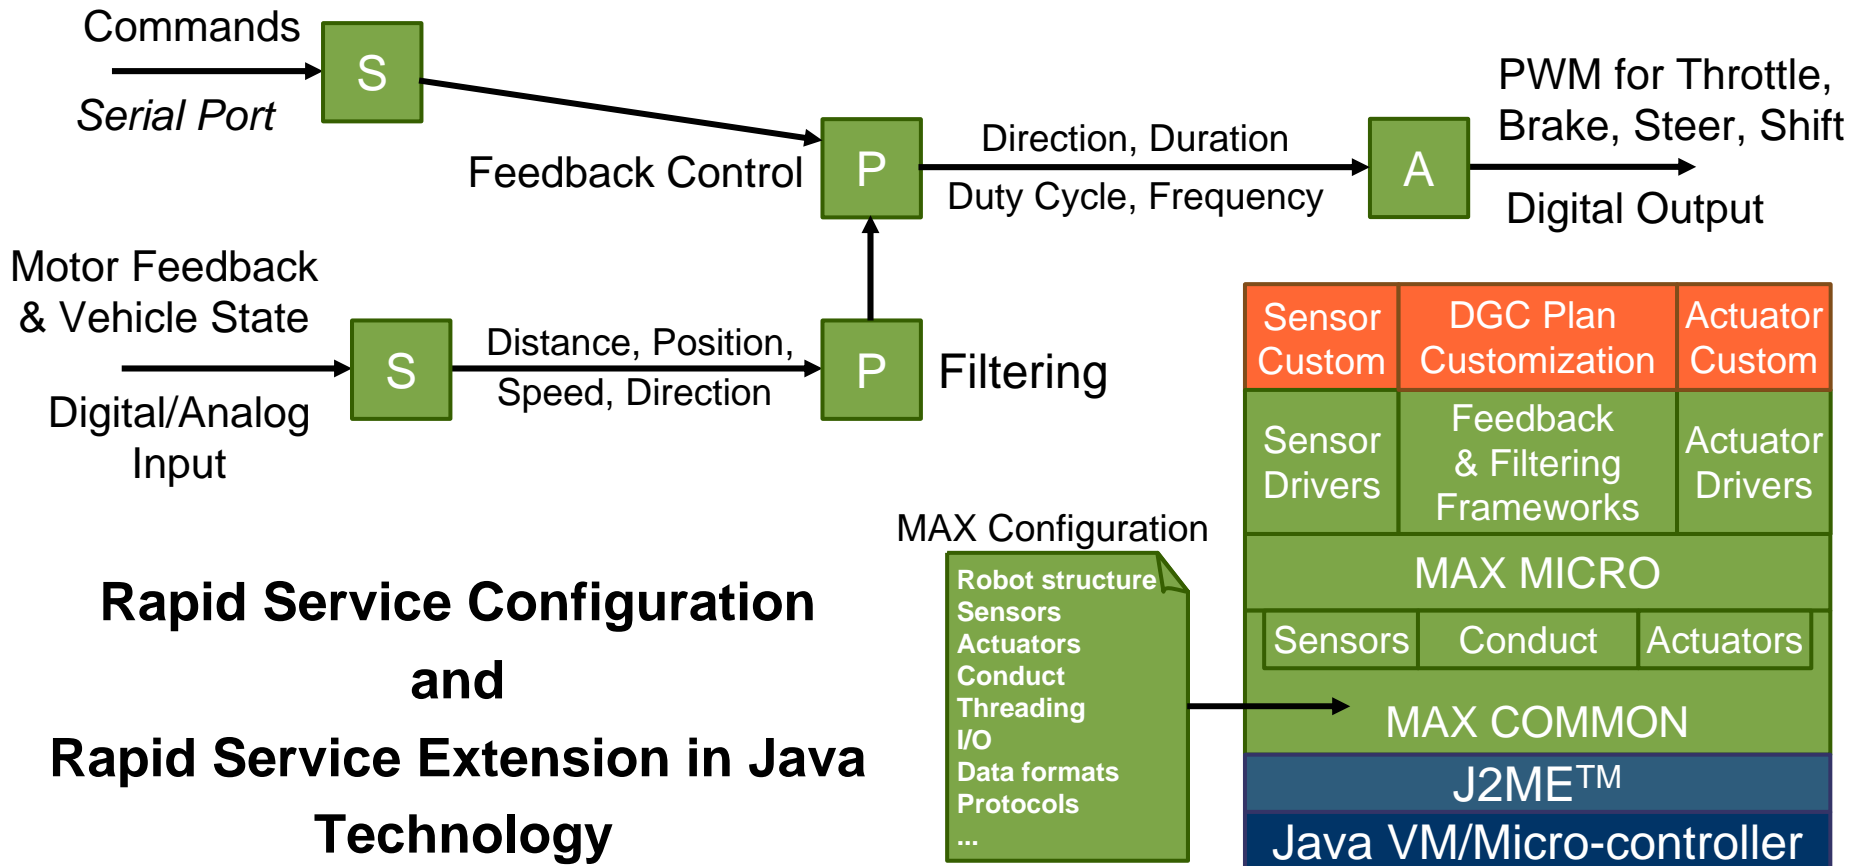 Commands
S
Serial Port
Feedback Control
P
Direction, Duration
Duty Cycle, Frequency
A
PWM for Throttle,
Brake, Steer, Shift
Digital Output
Motor Feedback
& Vehicle State
Digital/Analog
Input
S
Distance, Position,
Speed, Direction
P
Filtering
Sensor
Custom
DGC Plan
Customization
Actuator
Custom
Sensor
Drivers
Feedback
& Filtering
Frameworks
Actuator
Drivers
MAX MICRO
Sensors
Conduct
Actuators
MAX COMMON
J2ME™
Java VM/Micro-controller
MAX Configuration
Robot structure
Sensors
Actuators
Conduct
Threading
I/O
Data formats
Protocols
...
Rapid Service Configuration
and
Rapid Service Extension in Java
Technology